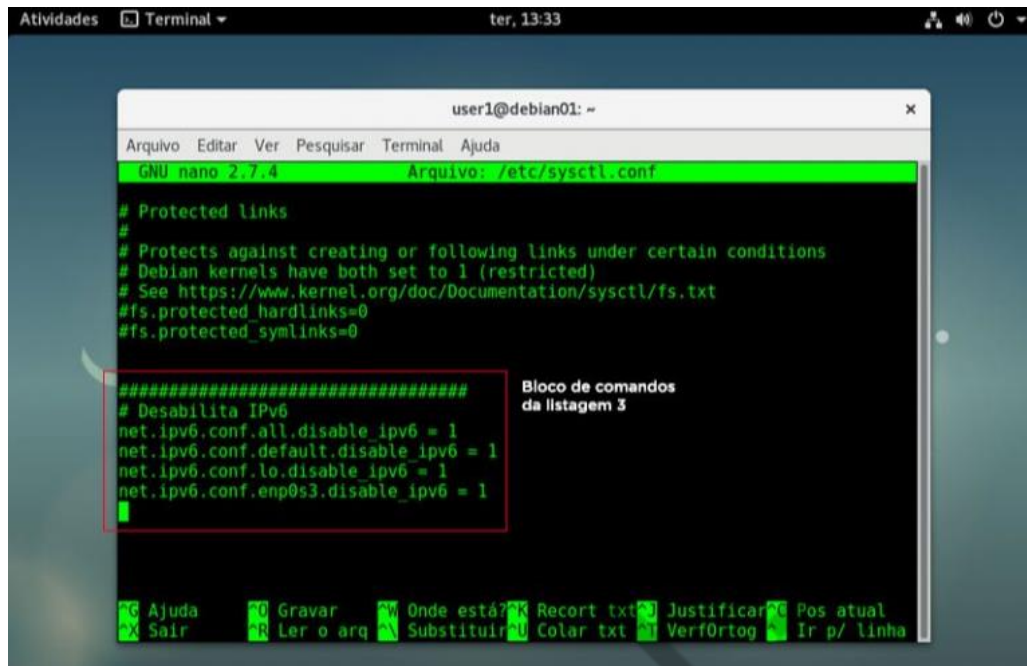 Atividades Terminal ter, 13:33
user1@debian01: ~ ×
Arquivo Editar Ver Pesquisar Terminal Ajuda
GNU nano 2.7.4 Arquivo: /etc/sysctl.conf
# Protected links
#
# Protects against creating or following links under certain conditions
# Debian kernels have both set to 1 (restricted)
# See https://www.kernel.org/doc/Documentation/sysctl/fs.txt
#fs.protected_hardlinks=0
#fs.protected_symlinks=0
###################################
Bloco de comandos
da listagem 3
# Desabilita IPv6
net.ipv6.conf.all.disable_ipv6 = 1
net.ipv6.conf.default.disable_ipv6 = 1
net.ipv6.conf.lo.disable_ipv6 = 1
net.ipv6.conf.enp0s3.disable_ipv6 = 1
^G Ajuda ^O Gravar ^W Onde está? ^K Recort txt ^J Justificar ^C Pos atual
^X Sair ^R Ler o arq ^\ Substituir ^U Colar txt ^T VerfOrtog Ir p/ linha